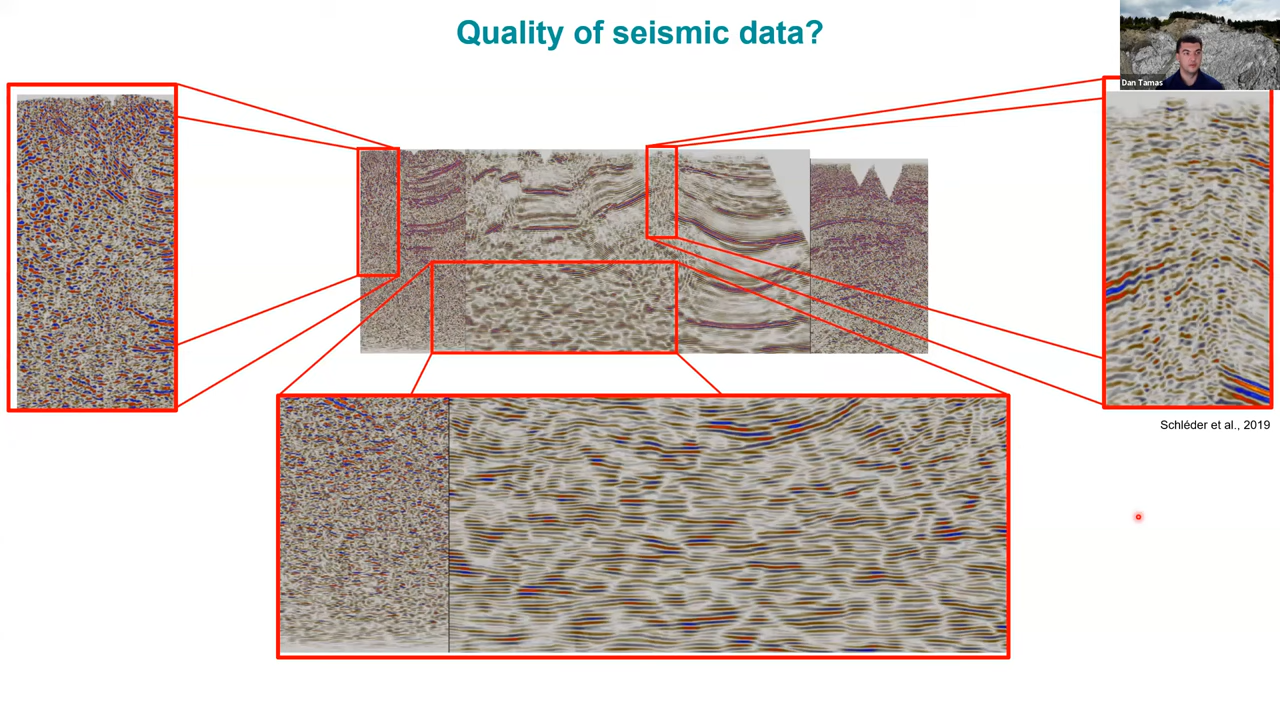 Quality of seismic data?
Dan Tamas
Schléder et al., 2019